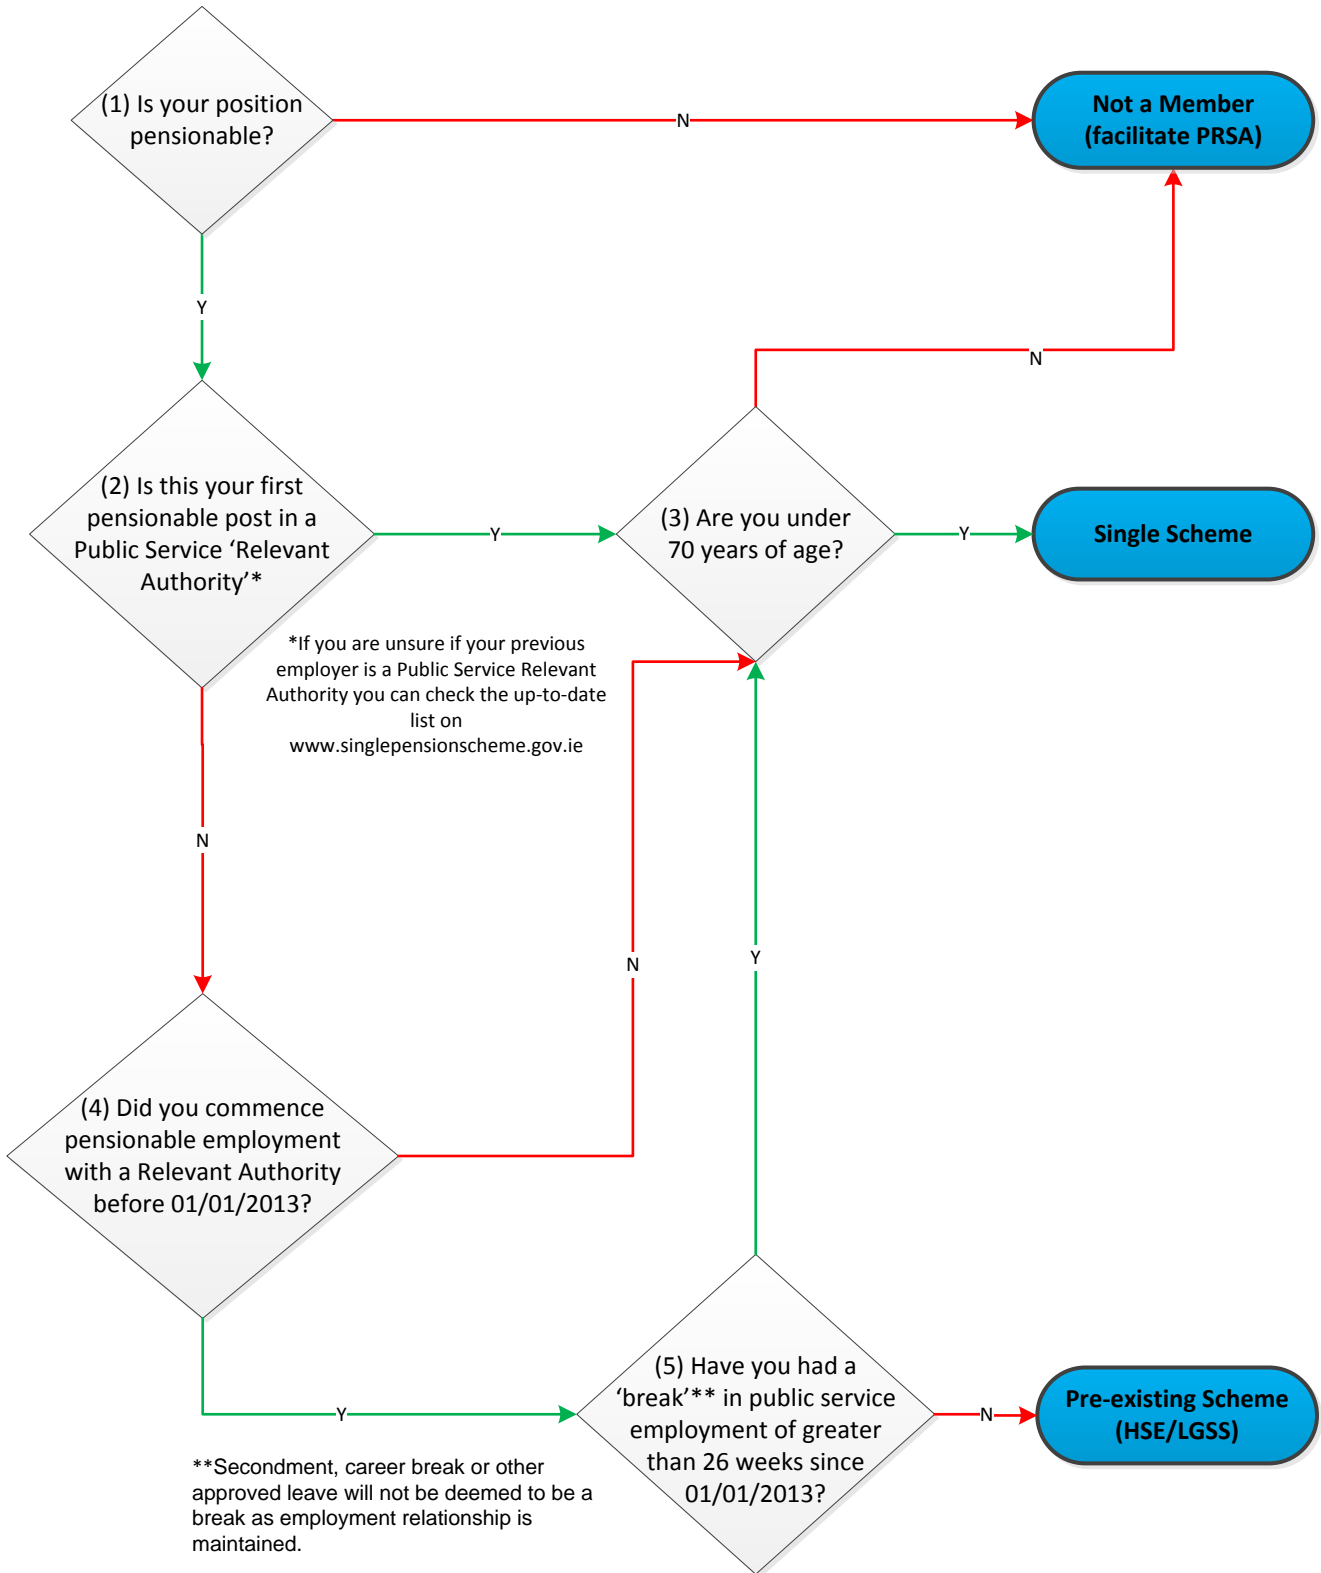 (1) Is your position
pensionable?
N
Not a Member
(facilitate PRSA)
Y
N
(2) Is this your first
pensionable post in a
Public Service ‘Relevant
Authority’*
Y
(3) Are you under
70 years of age?
Y
Single Scheme
*If you are unsure if your previous
employer is a Public Service Relevant
Authority you can check the up-to-date
list on
www.singlepensionscheme.gov.ie
N
N
Y
(4) Did you commence
pensionable employment
with a Relevant Authority
before 01/01/2013?
Y
(5) Have you had a
‘break’** in public service
employment of greater
than 26 weeks since
01/01/2013?
N
Pre-existing Scheme
(HSE/LGSS)
**Secondment, career break or other
approved leave will not be deemed to be a
break as employment relationship is
maintained.